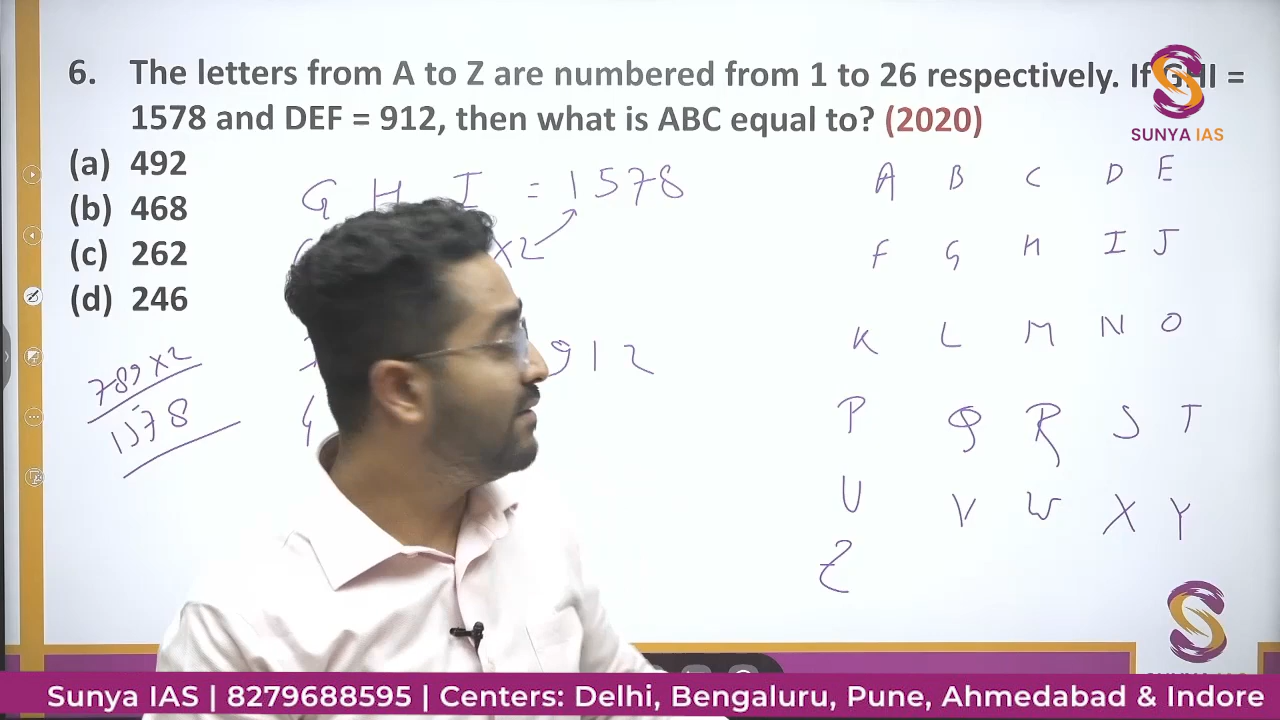 6. The letters from A to Z are numbered from 1 to 26 respectively. If GHI =
1578 and DEF = 912, then what is ABC equal to? (2020)
(a) 492
(b) 468
(c) 262
(d) 246
SUNYA IAS
G H I = 1578
x2
912
789 x 2
1578
A B C D E
F G H I J
K L M N O
P Q R S T
U V W X Y
Z
Sunya IAS | 8279688595 | Centers: Delhi, Bengaluru, Pune, Ahmedabad & Indore